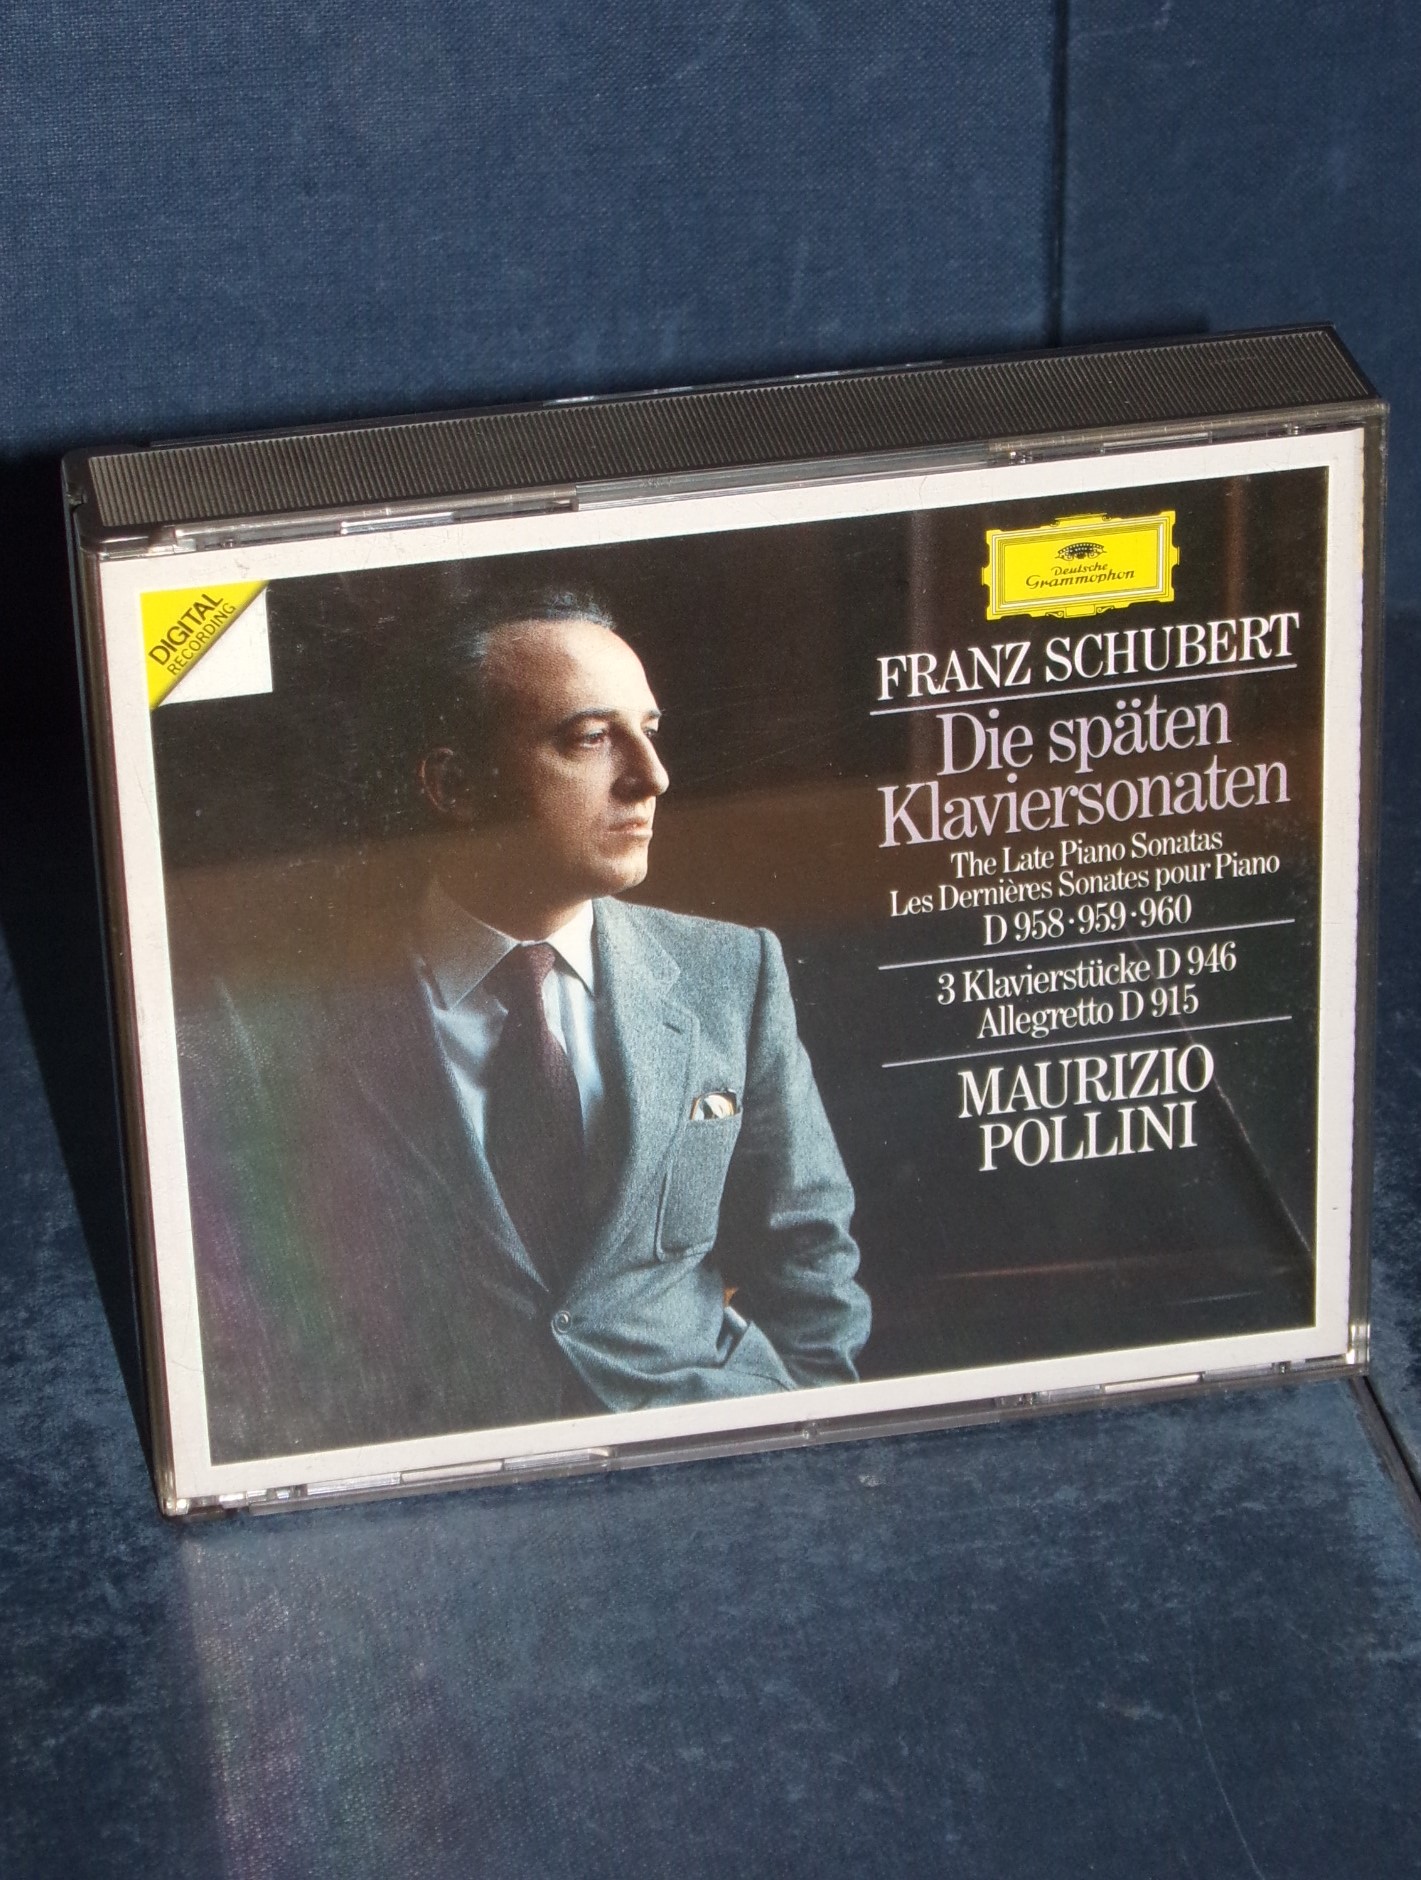 DIGITAL
RECORDING
Deutsche
Grammophon
FRANZ SCHUBERT
Die späten
Klaviersonaten
The Late Piano Sonatas
Les Dernières Sonates pour Piano
D 958·959·960
3 Klavierstücke D 946
Allegretto D 915
MAURIZIO
POLLINI